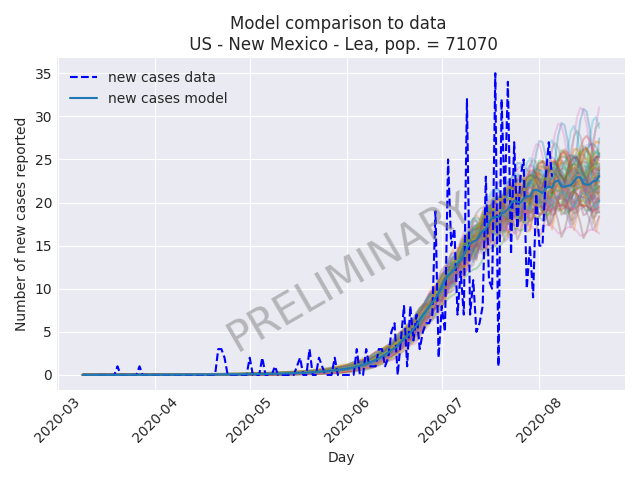 Model comparison to data
US - New Mexico - Lea, pop. = 71070
new cases data
new cases model
Number of new cases reported
35
30
25
20
15
10
5
0
PRELIMINARY
2020-03
2020-04
2020-05
2020-06
2020-07
2020-08
Day